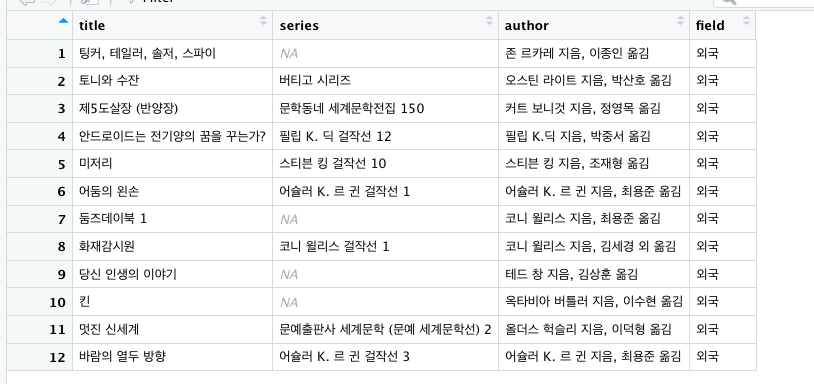 Filter
title series author field
1 팅커, 테일러, 솔저, 스파이 NA 존 르카레 지음, 이종인 옮김 외국
2 토니와 수잔 버티고 시리즈 오스틴 라이트 지음, 박산호 옮김 외국
3 제5도살장 (반양장) 문학동네 세계문학전집 150 커트 보니것 지음, 정영목 옮김 외국
4 안드로이드는 전기양의 꿈을 꾸는가? 필립 K. 딕 걸작선 12 필립 K.딕 지음, 박중서 옮김 외국
5 미저리 스티븐 킹 걸작선 10 스티븐 킹 지음, 조재형 옮김 외국
6 어둠의 왼손 어슐러 K. 르 귄 걸작선 1 어슐러 K. 르 귄 지음, 최용준 옮김 외국
7 둠즈데이북 1 NA 코니 윌리스 지음, 최용준 옮김 외국
8 화재감시원 코니 윌리스 걸작선 1 코니 윌리스 지음, 김세경 외 옮김 외국
9 당신 인생의 이야기 NA 테드 창 지음, 김상훈 옮김 외국
10 킨 NA 옥타비아 버틀러 지음, 이수현 옮김 외국
11 멋진 신세계 문예출판사 세계문학 (문예 세계문학선) 2 올더스 헉슬리 지음, 이덕형 옮김 외국
12 바람의 열두 방향 어슐러 K. 르 귄 걸작선 3 어슐러 K. 르 귄 지음, 최용준 옮김 외국